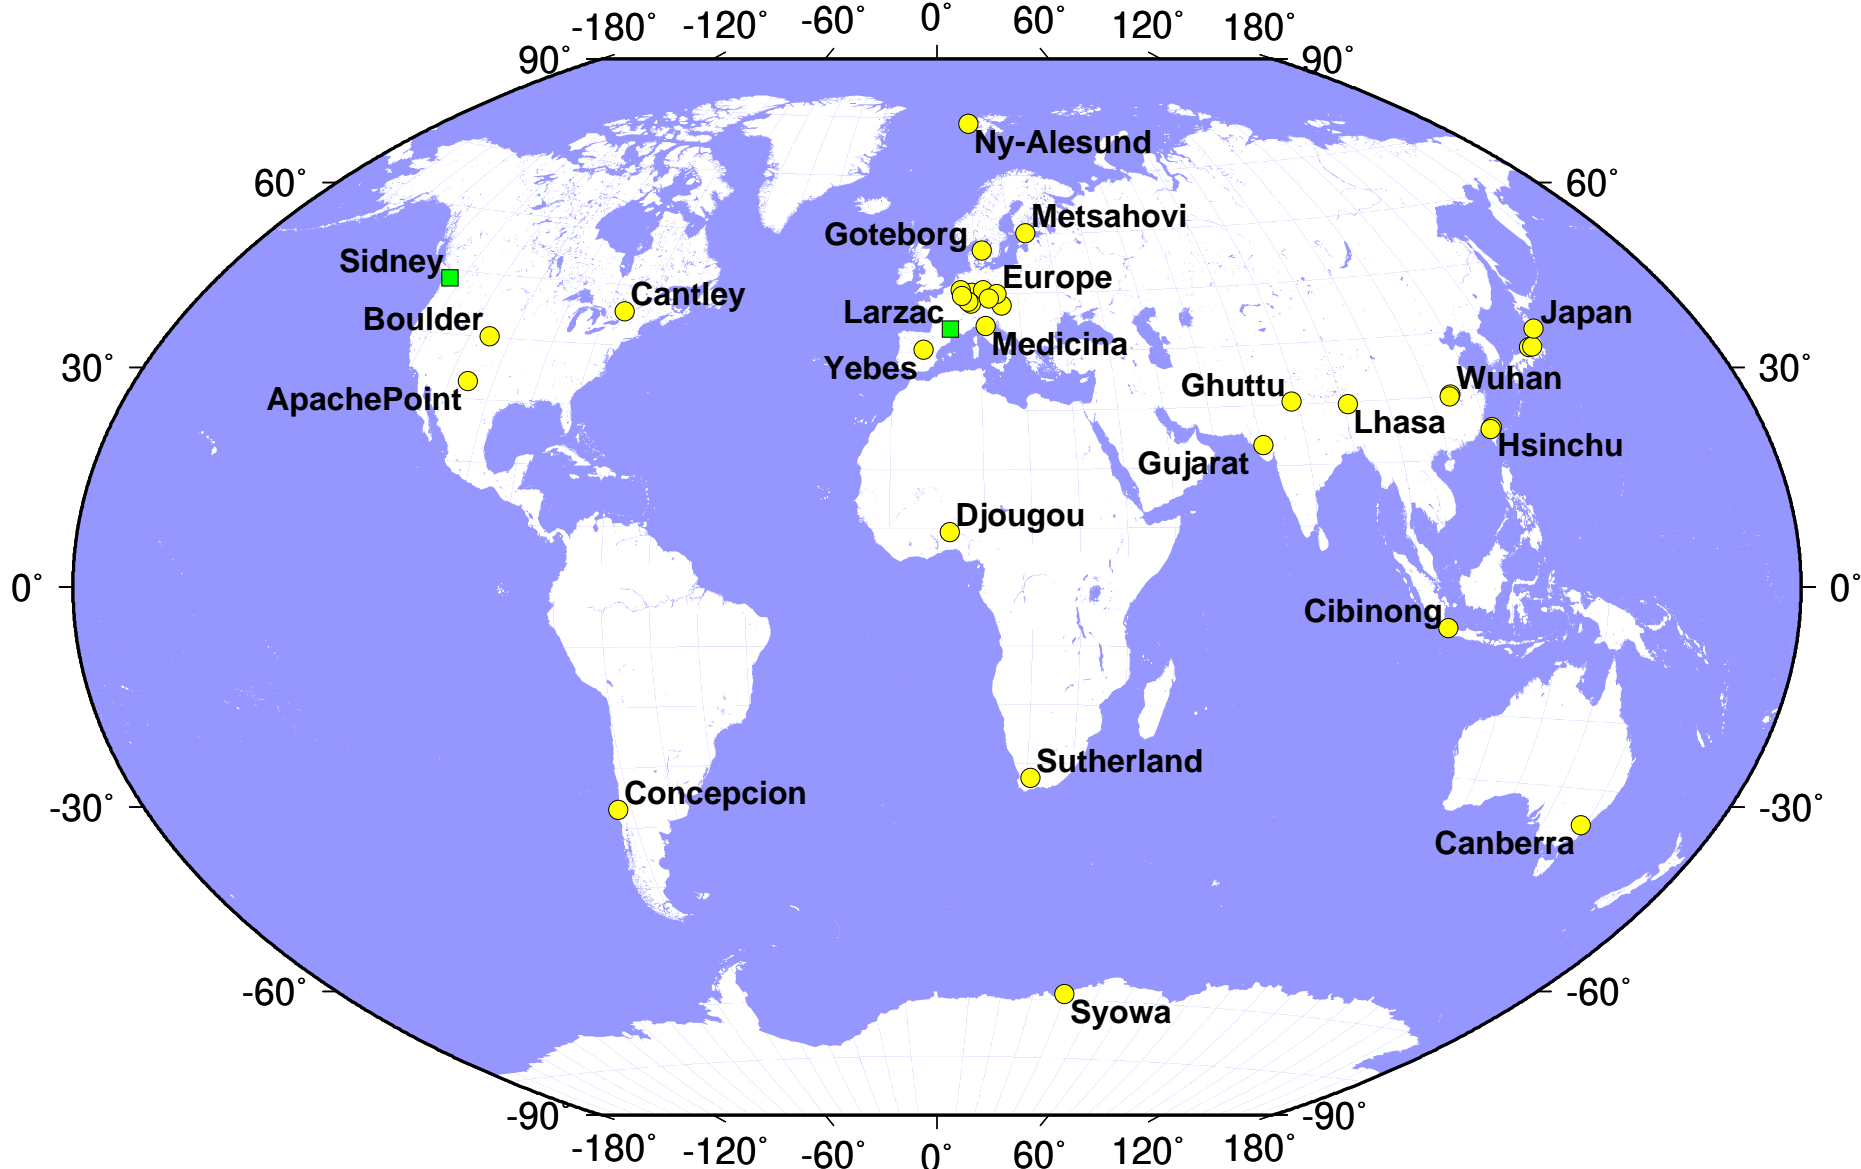 -180° -120° -60° 0° 60° 120° 180°
90° 90°
Ny-Alesund
60° 60°
Metsahovi
Goteborg
Sidney
Europe
Cantley
Larzac
Boulder
Japan
Medicina
30° Yebes 30°
Wuhan
Ghuttu
ApachePoint
Lhasa
Hsinchu
Gujarat
Djougou
0° 0°
Cibinong
Sutherland
Concepcion
-30° -30°
Canberra
-60° -60°
Syowa
-90° -90°
-180° -120° -60° 0° 60° 120° 180°